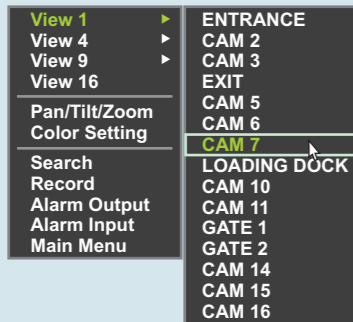 View 1
View 4
View 9
View 16
Pan/Tilt/Zoom
Color Setting
Search
Record
Alarm Output
Alarm Input
Main Menu
ENTRANCE
CAM 2
CAM 3
EXIT
CAM 5
CAM 6
CAM 7
LOADING DOCK
CAM 10
CAM 11
GATE 1
GATE 2
CAM 14
CAM 15
CAM 16